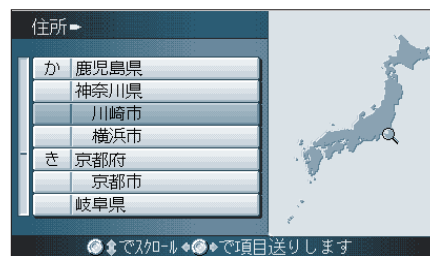 住所➨
か 鹿児島県
神奈川県
川崎市
横浜市
き 京都府
京都市
岐阜県
でスクロール でで項目送りします